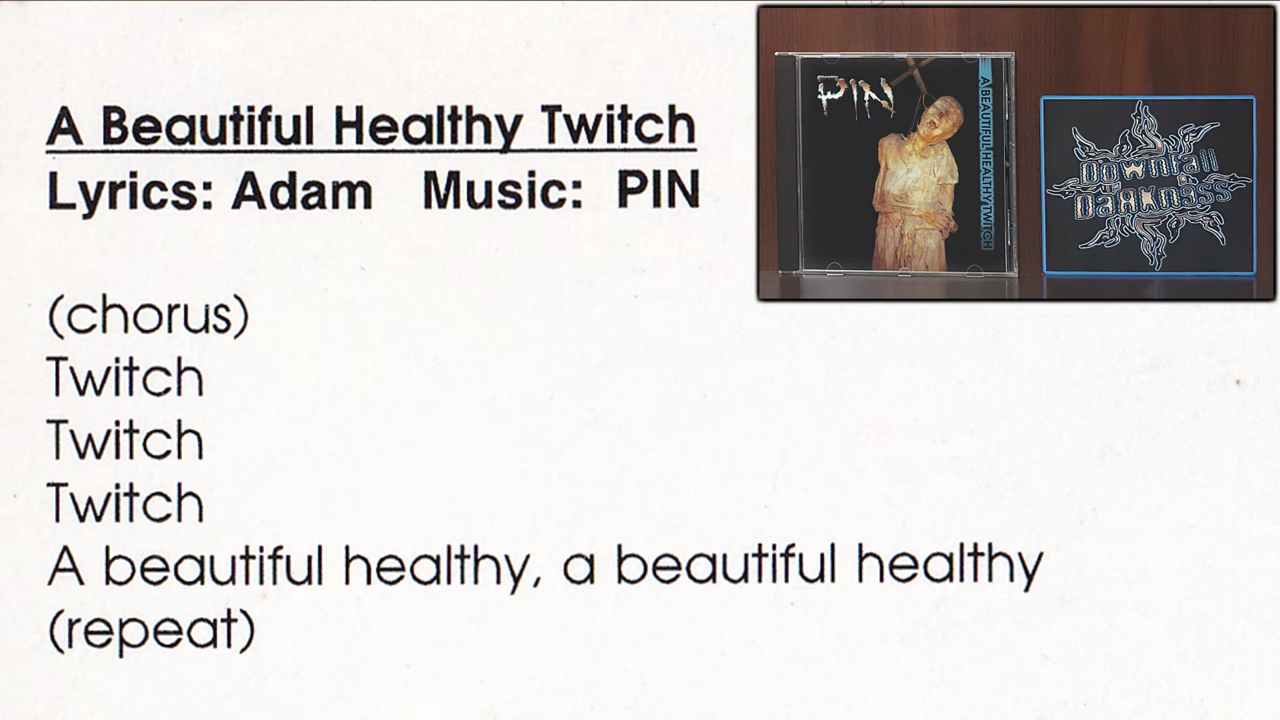 A Beautiful Healthy Twitch
Lyrics: Adam Music: PIN
(chorus)
Twitch
Twitch
Twitch
A beautiful healthy, a beautiful healthy
(repeat)
PIN
A BEAUTIFUL HEALTHY TWITCH
Downfall
Darkness